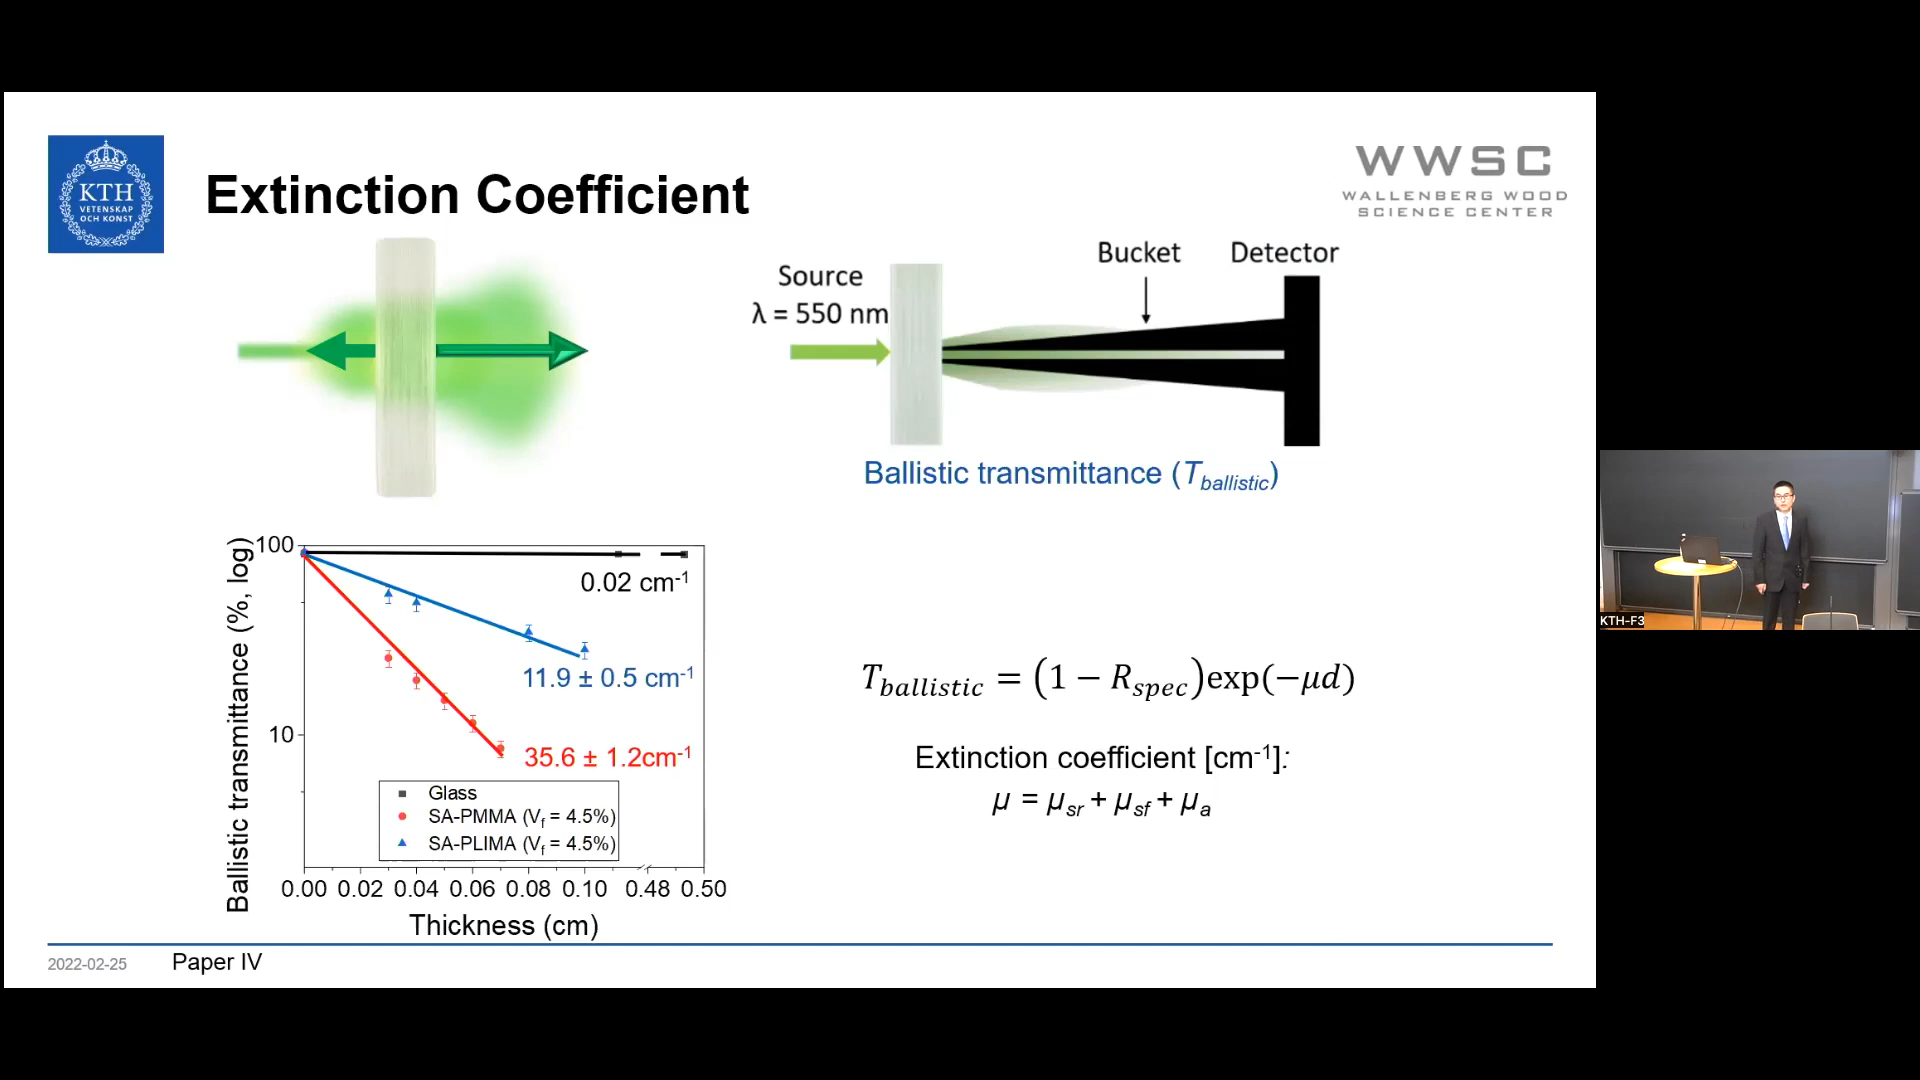 KTH
VETENSKAP
OCH KONST
Extinction Coefficient
WWSC
WALLENBERG WOOD
SCIENCE CENTER
Source
λ = 550 nm
Bucket
Detector
Ballistic transmittance (T_ballistic)
Ballistic transmittance (%, log)
100
10
0.02 cm⁻¹
11.9 ± 0.5 cm⁻¹
35.6 ± 1.2cm⁻¹
Glass
SA-PMMA (V_f = 4.5%)
SA-PLIMA (V_f = 4.5%)
0.00 0.02 0.04 0.06 0.08 0.10 0.48 0.50
Thickness (cm)
T_ballistic = (1 − R_spec)exp(−μd)
Extinction coefficient [cm⁻¹]:
μ = μ_sr + μ_sf + μ_a
2022-02-25
Paper IV
KTH-F3